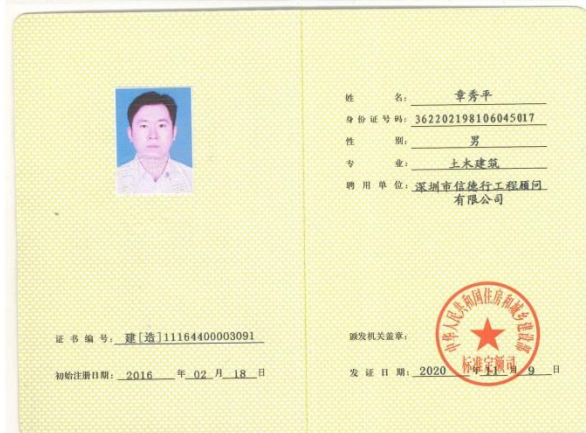 姓 名: 章秀平
身份证号码: 362202198106045017
性 别: 男
专 业: 土木建筑
聘用单位: 深圳市信德行工程顾问
有限公司
证书编号: 建[造]11164400003091
初始注册日期: 2016 年 02 月 18 日
颁发机关盖章:
中华人民共和国住房和城乡建设部
标准定额司
发证日期: 2020 年 11 月 9 日